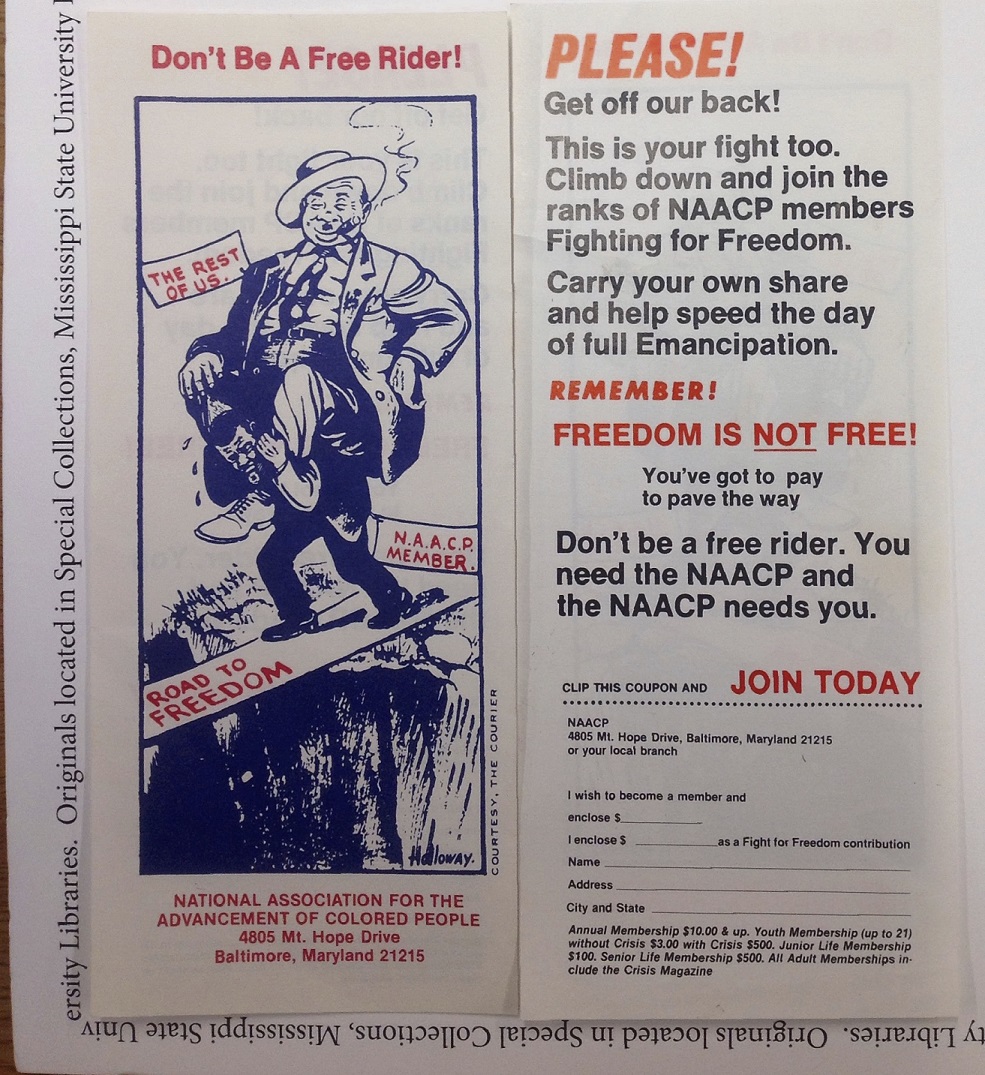 Don't Be A Free Rider!
THE REST
OF US.
N.A.A.C.P.
MEMBER.
ROAD TO
FREEDOM
Holloway.
COURTESY, THE COURIER
NATIONAL ASSOCIATION FOR THE
ADVANCEMENT OF COLORED PEOPLE
4805 Mt. Hope Drive
Baltimore, Maryland 21215
PLEASE!
Get off our back!
This is your fight too.
Climb down and join the
ranks of NAACP members
Fighting for Freedom.
Carry your own share
and help speed the day
of full Emancipation.
REMEMBER!
FREEDOM IS NOT FREE!
You've got to pay
to pave the way
Don't be a free rider. You
need the NAACP and
the NAACP needs you.
CLIP THIS COUPON AND JOIN TODAY
NAACP
4805 Mt. Hope Drive, Baltimore, Maryland 21215
or your local branch
I wish to become a member and
enclose $
I enclose $ as a Fight for Freedom contribution
Name
Address
City and State
Annual Membership $10.00 & up. Youth Membership (up to 21)
without Crisis $3.00 with Crisis $500. Junior Life Membership
$100. Senior Life Membership $500. All Adult Memberships in-
clude the Crisis Magazine
ersity Libraries. Originals located in Special Collections, Mississippi State University
ty Libraries. Originals located in Special Collections, Mississippi State Univ